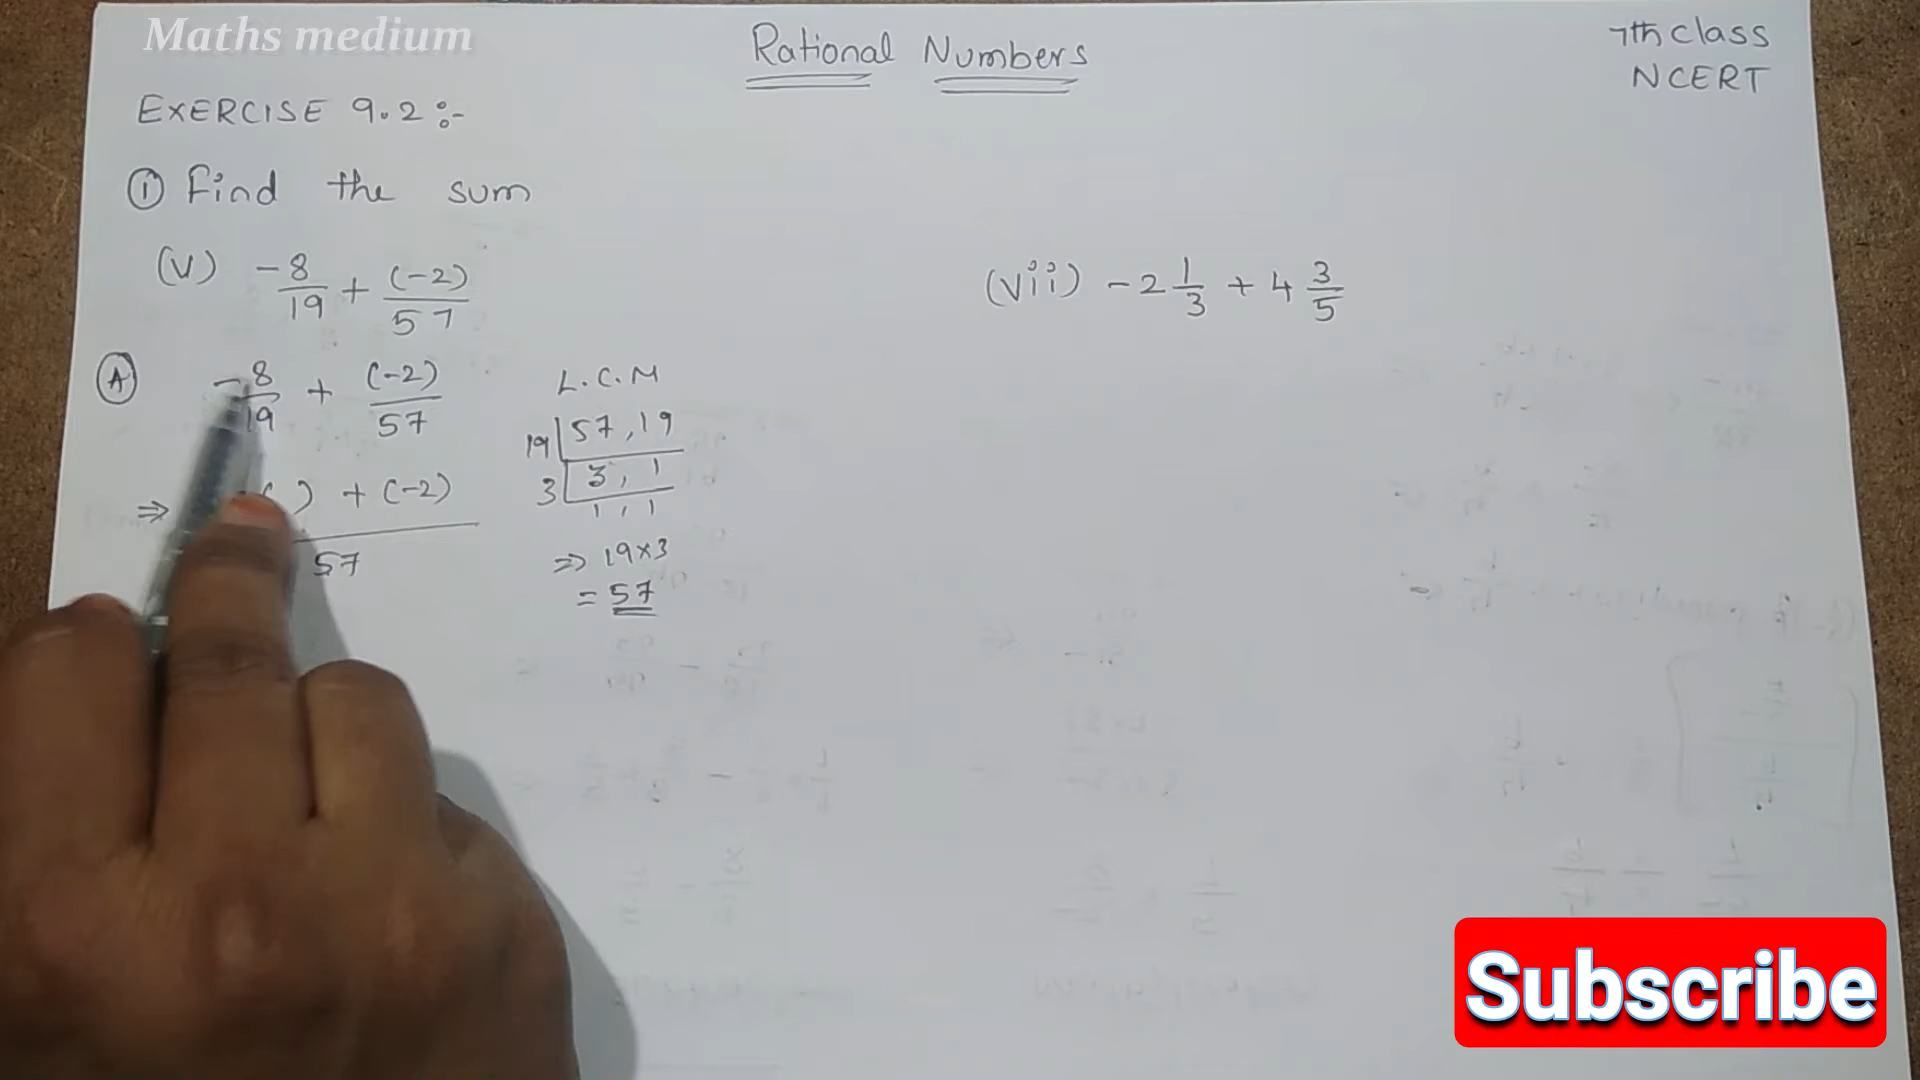 Maths medium
Rational Numbers
7th class
NCERT
EXERCISE 9.2 :-
① Find the sum
(V) -8/19 + (-2)/57
(vii) -2 1/3 + 4 3/5
Ⓐ -8/19 + (-2)/57
L.C.M
19 | 57, 19
3 | 3, 1
1, 1
⇒ ( ) + (-2) / 57
⇒ 19×3
= 57
Subscribe